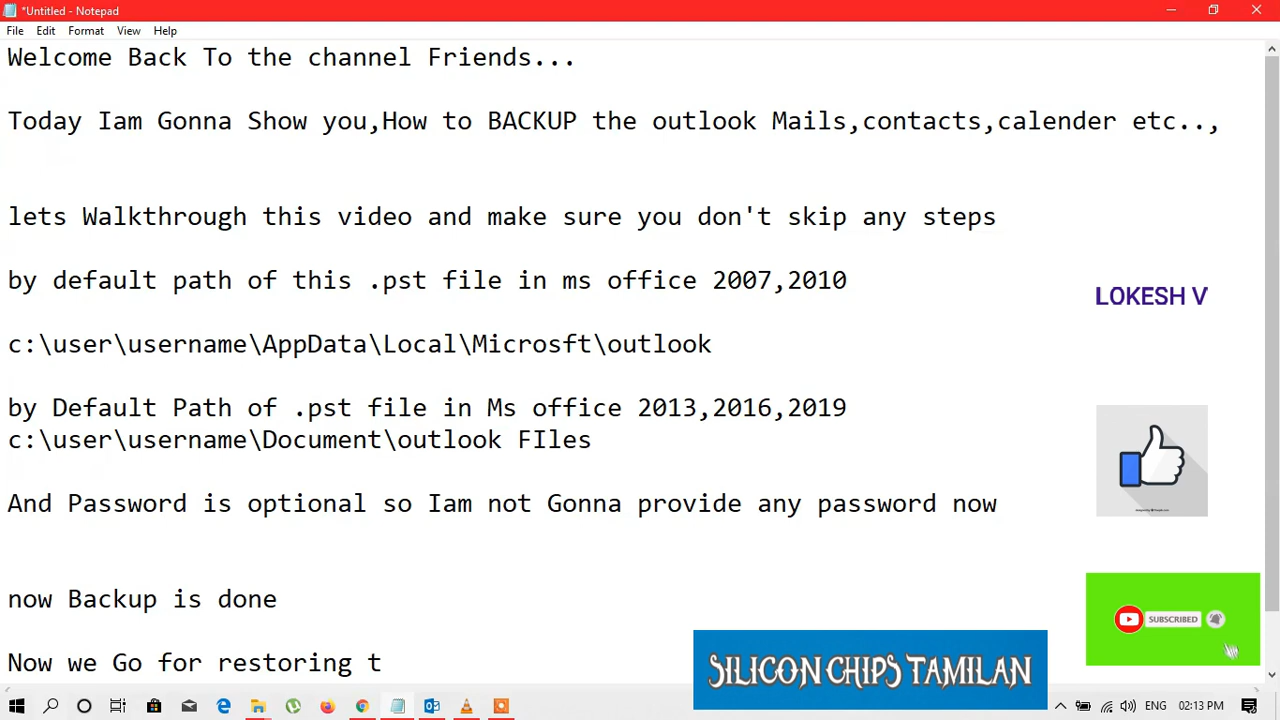 *Untitled - Notepad
File Edit Format View Help
Welcome Back To the channel Friends...
Today Iam Gonna Show you,How to BACKUP the outlook Mails,contacts,calender etc..,
lets Walkthrough this video and make sure you don't skip any steps
by default path of this .pst file in ms office 2007,2010
LOKESH V
c:\user\username\AppData\Local\Microsft\outlook
by Default Path of .pst file in Ms office 2013,2016,2019
c:\user\username\Document\outlook FIles
And Password is optional so Iam not Gonna provide any password now
now Backup is done
SUBSCRIBED
Now we Go for restoring t
SILICON CHIPS TAMILAN
ENG 02:13 PM